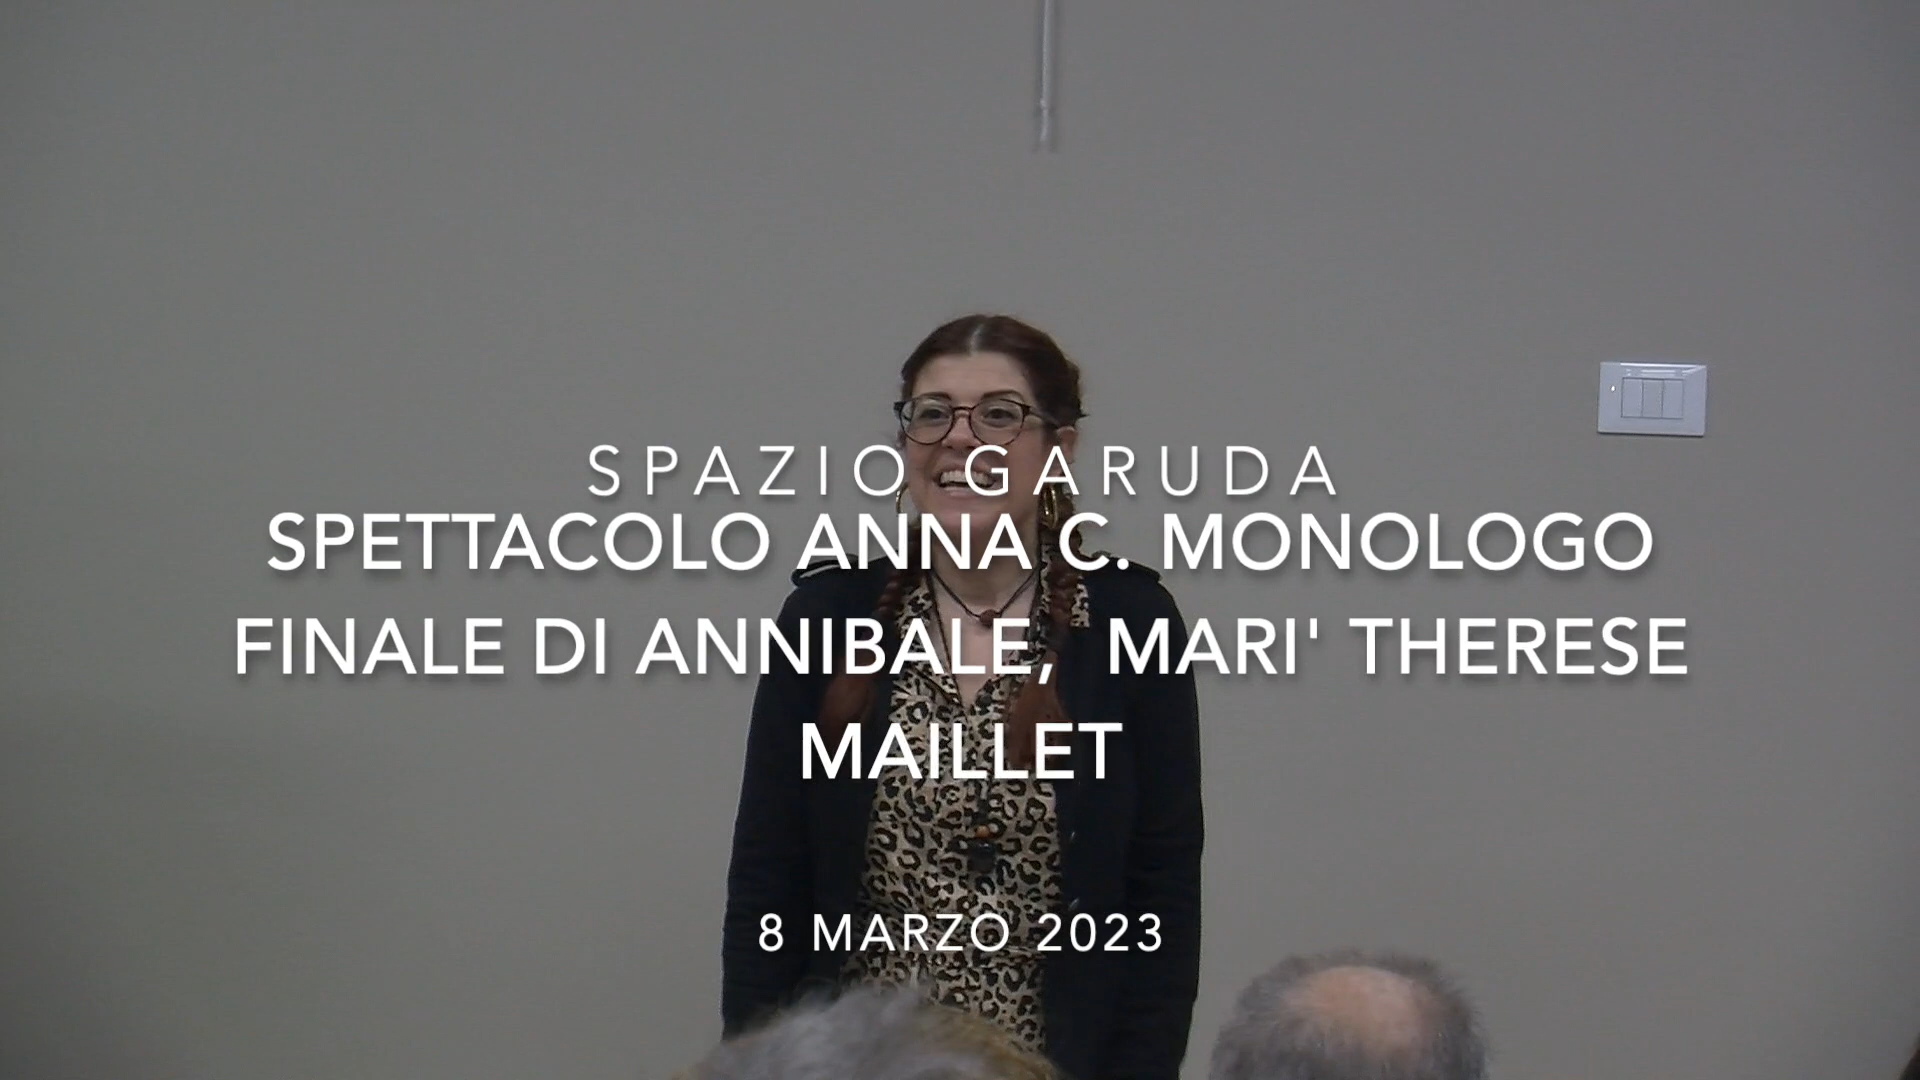 SPAZIO GARUDA
SPETTACOLO ANNA C. MONOLOGO
FINALE DI ANNIBALE, MARI' THERESE
MAILLET
8 MARZO 2023